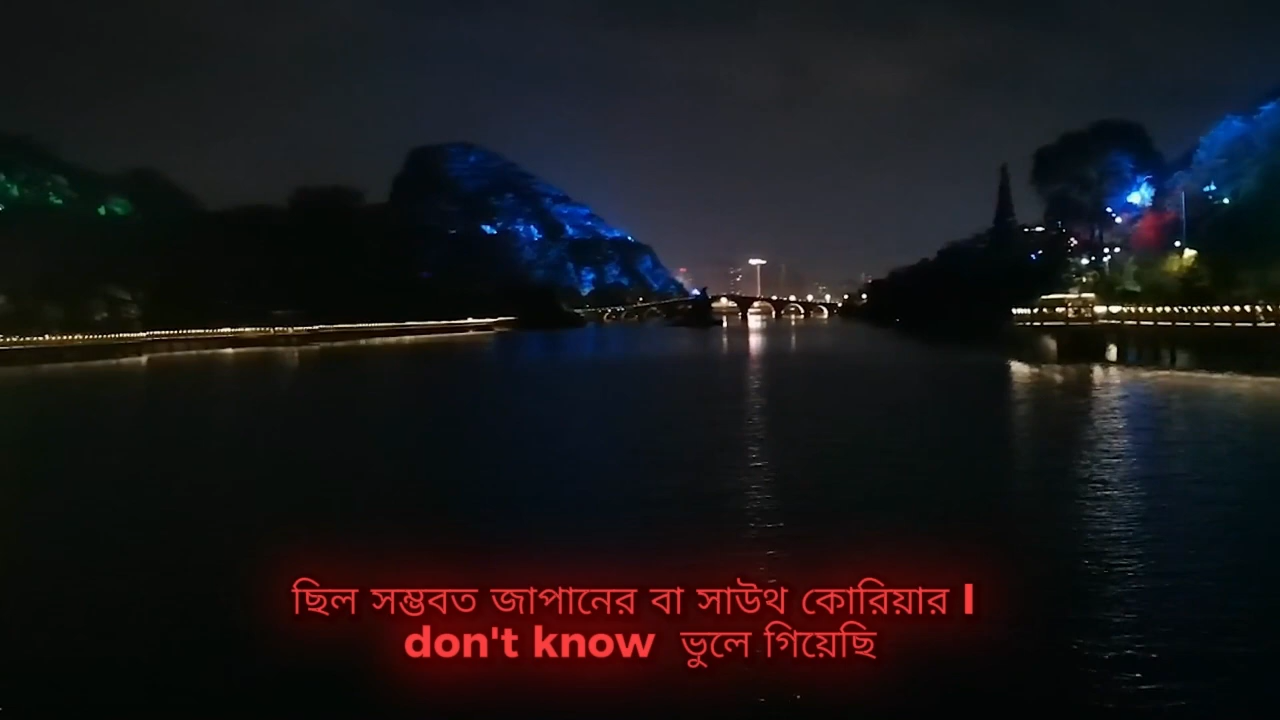 ছিল সম্ভবত জাপানের বা সাউথ কোরিয়ার I
don't know ভুলে গিয়েছি